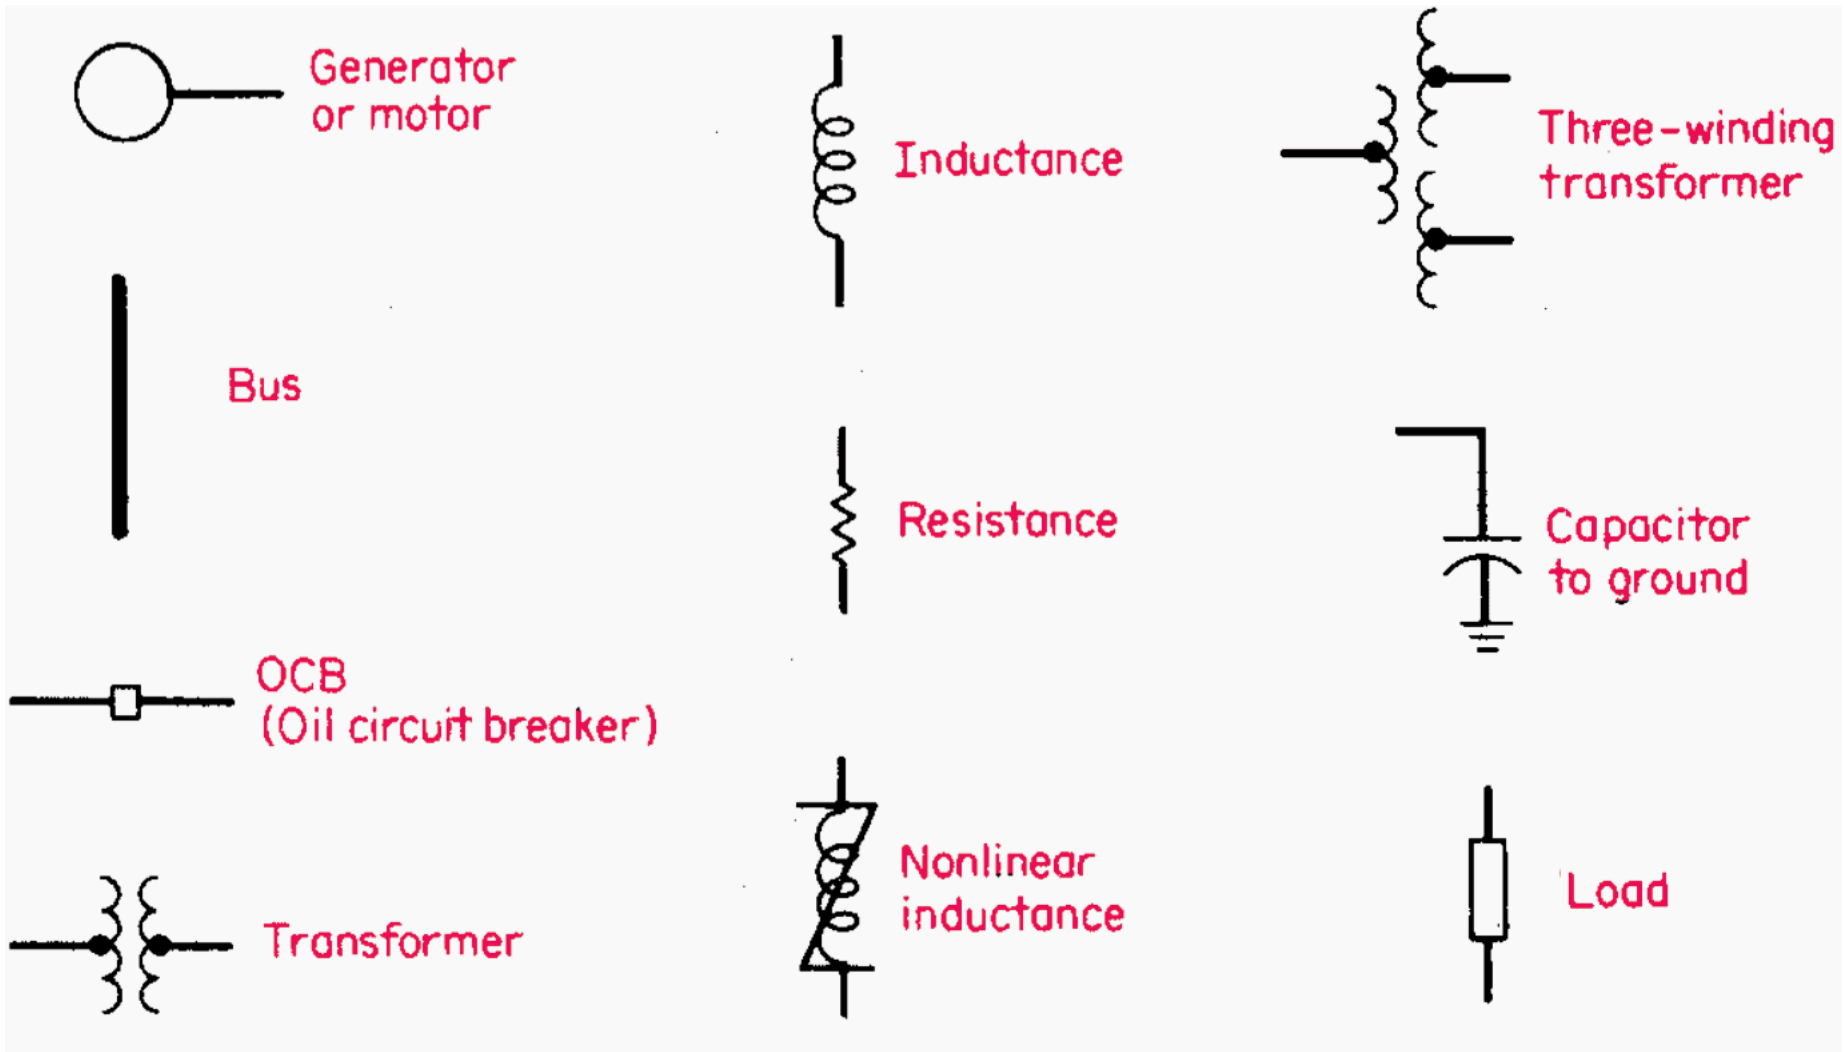 Generator
or motor
Bus
OCB
(Oil circuit breaker)
Transformer
Inductance
Resistance
Nonlinear
inductance
Three-winding
transformer
Capacitor
to ground
Load